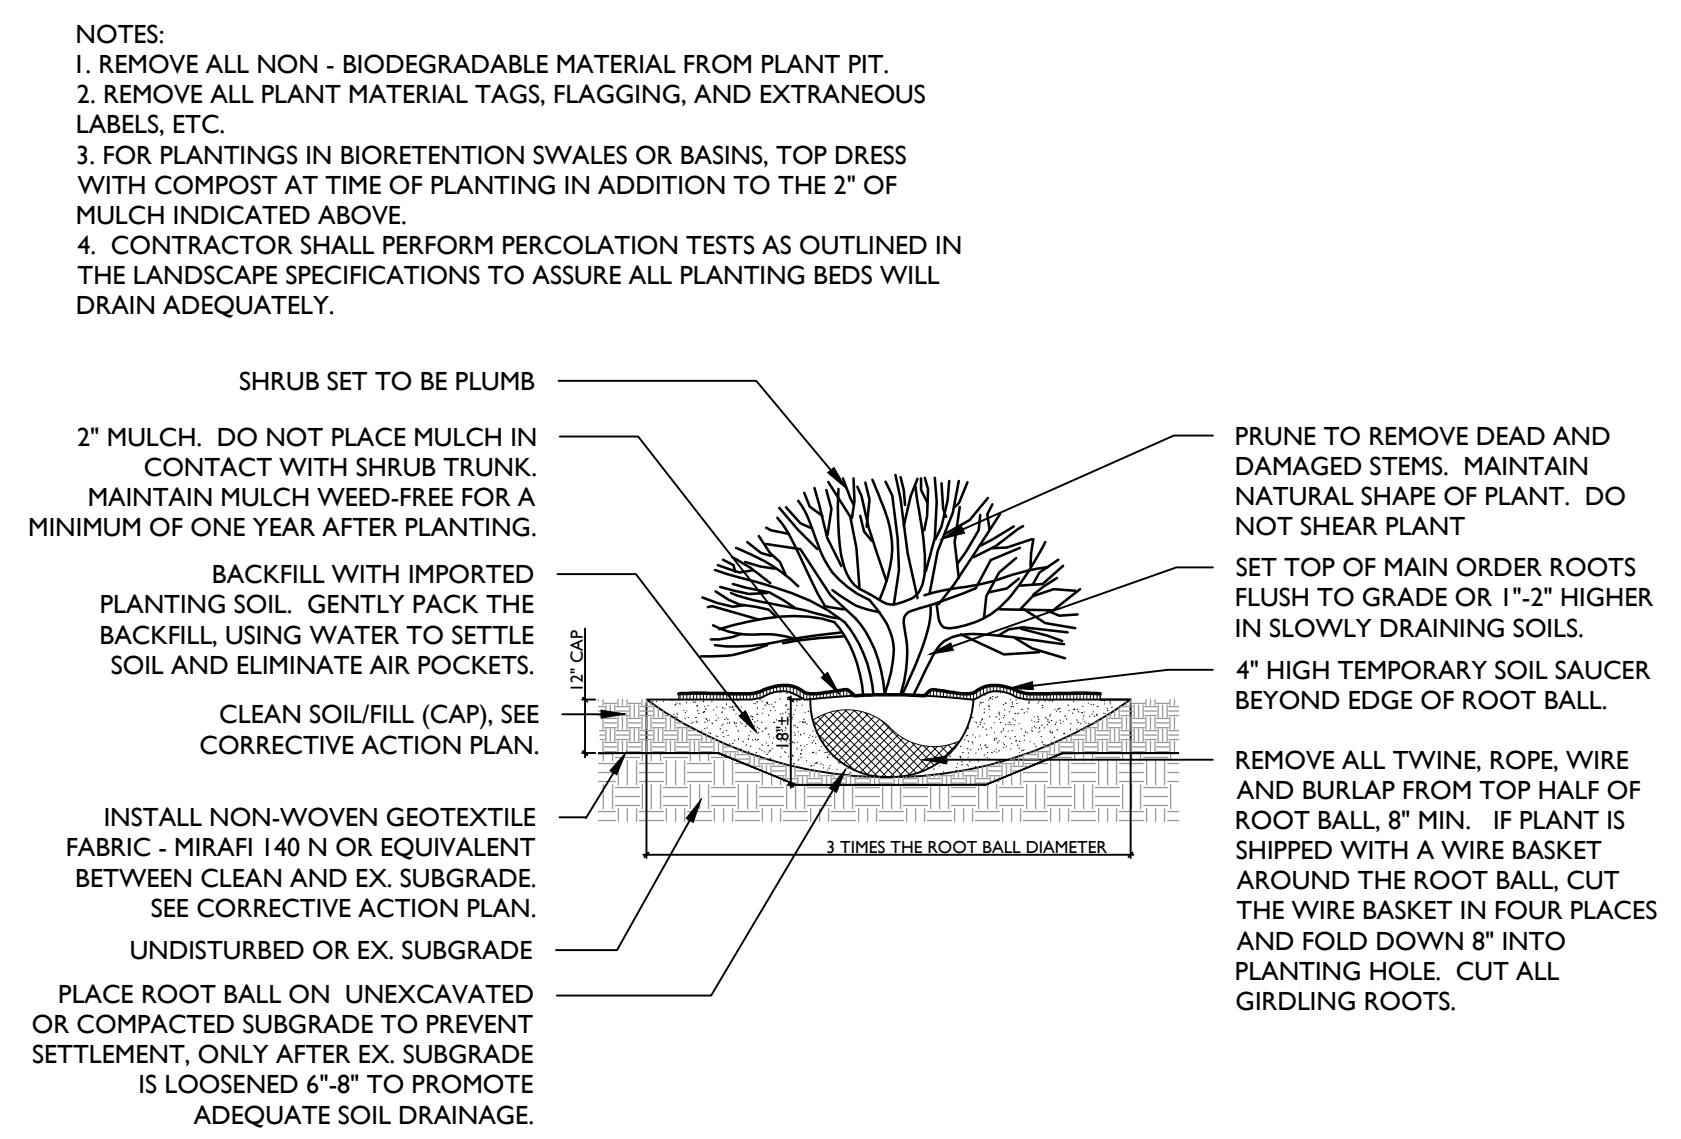 NOTES:
1. REMOVE ALL NON - BIODEGRADABLE MATERIAL FROM PLANT PIT.
2. REMOVE ALL PLANT MATERIAL TAGS, FLAGGING, AND EXTRANEOUS
LABELS, ETC.
3. FOR PLANTINGS IN BIORETENTION SWALES OR BASINS, TOP DRESS
WITH COMPOST AT TIME OF PLANTING IN ADDITION TO THE 2" OF
MULCH INDICATED ABOVE.
4. CONTRACTOR SHALL PERFORM PERCOLATION TESTS AS OUTLINED IN
THE LANDSCAPE SPECIFICATIONS TO ASSURE ALL PLANTING BEDS WILL
DRAIN ADEQUATELY.
SHRUB SET TO BE PLUMB
2" MULCH. DO NOT PLACE MULCH IN
CONTACT WITH SHRUB TRUNK.
MAINTAIN MULCH WEED-FREE FOR A
MINIMUM OF ONE YEAR AFTER PLANTING.
BACKFILL WITH IMPORTED
PLANTING SOIL. GENTLY PACK THE
BACKFILL, USING WATER TO SETTLE
SOIL AND ELIMINATE AIR POCKETS.
CLEAN SOIL/FILL (CAP), SEE
CORRECTIVE ACTION PLAN.
INSTALL NON-WOVEN GEOTEXTILE
FABRIC - MIRAFI 140 N OR EQUIVALENT
BETWEEN CLEAN AND EX. SUBGRADE.
SEE CORRECTIVE ACTION PLAN.
UNDISTURBED OR EX. SUBGRADE
PLACE ROOT BALL ON UNEXCAVATED
OR COMPACTED SUBGRADE TO PREVENT
SETTLEMENT, ONLY AFTER EX. SUBGRADE
IS LOOSENED 6"-8" TO PROMOTE
ADEQUATE SOIL DRAINAGE.
12" CAP
18"±
3 TIMES THE ROOT BALL DIAMETER
PRUNE TO REMOVE DEAD AND
DAMAGED STEMS. MAINTAIN
NATURAL SHAPE OF PLANT. DO
NOT SHEAR PLANT
SET TOP OF MAIN ORDER ROOTS
FLUSH TO GRADE OR 1"-2" HIGHER
IN SLOWLY DRAINING SOILS.
4" HIGH TEMPORARY SOIL SAUCER
BEYOND EDGE OF ROOT BALL.
REMOVE ALL TWINE, ROPE, WIRE
AND BURLAP FROM TOP HALF OF
ROOT BALL, 8" MIN. IF PLANT IS
SHIPPED WITH A WIRE BASKET
AROUND THE ROOT BALL, CUT
THE WIRE BASKET IN FOUR PLACES
AND FOLD DOWN 8" INTO
PLANTING HOLE. CUT ALL
GIRDLING ROOTS.